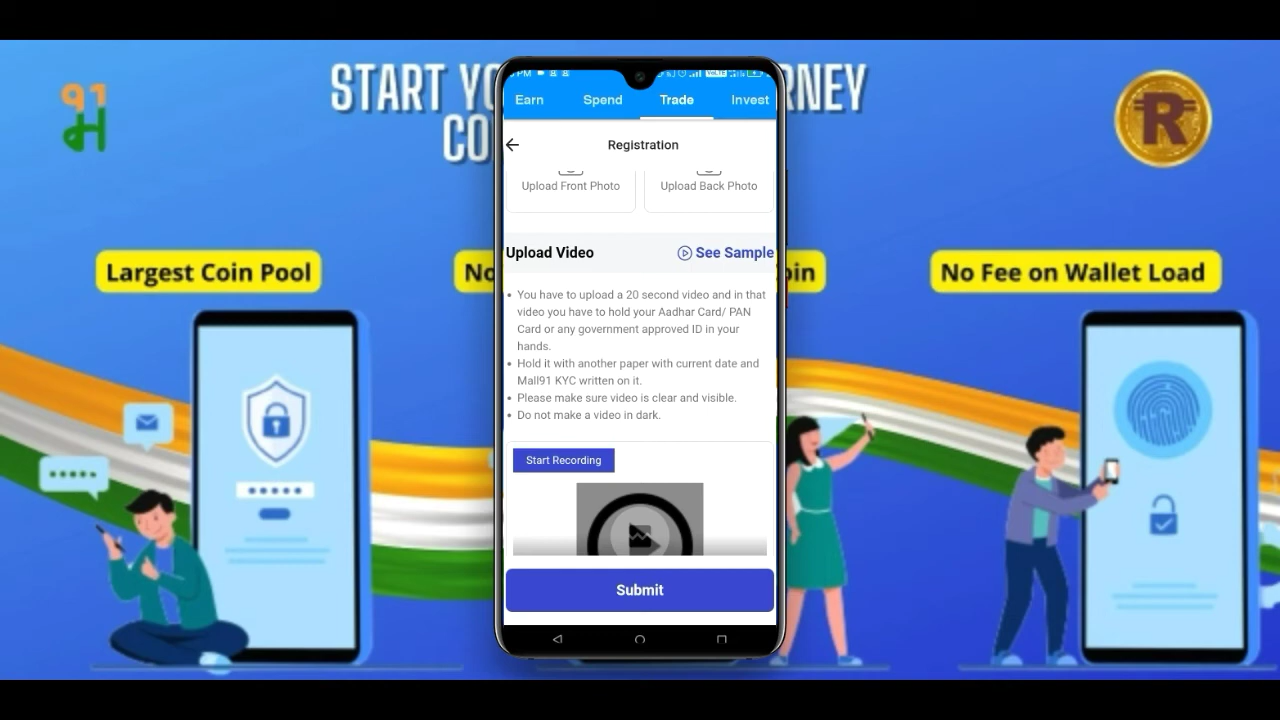 91
START YO RNEY
CO
R
PM
VoLTE
Earn Spend Trade Invest
Registration
Upload Front Photo Upload Back Photo
Upload Video See Sample
Largest Coin Pool
No oin
No Fee on Wallet Load
• You have to upload a 20 second video and in that
video you have to hold your Aadhar Card/ PAN
Card or any government approved ID in your
hands.
• Hold it with another paper with current date and
Mall91 KYC written on it.
• Please make sure video is clear and visible.
• Do not make a video in dark.
Start Recording
Submit